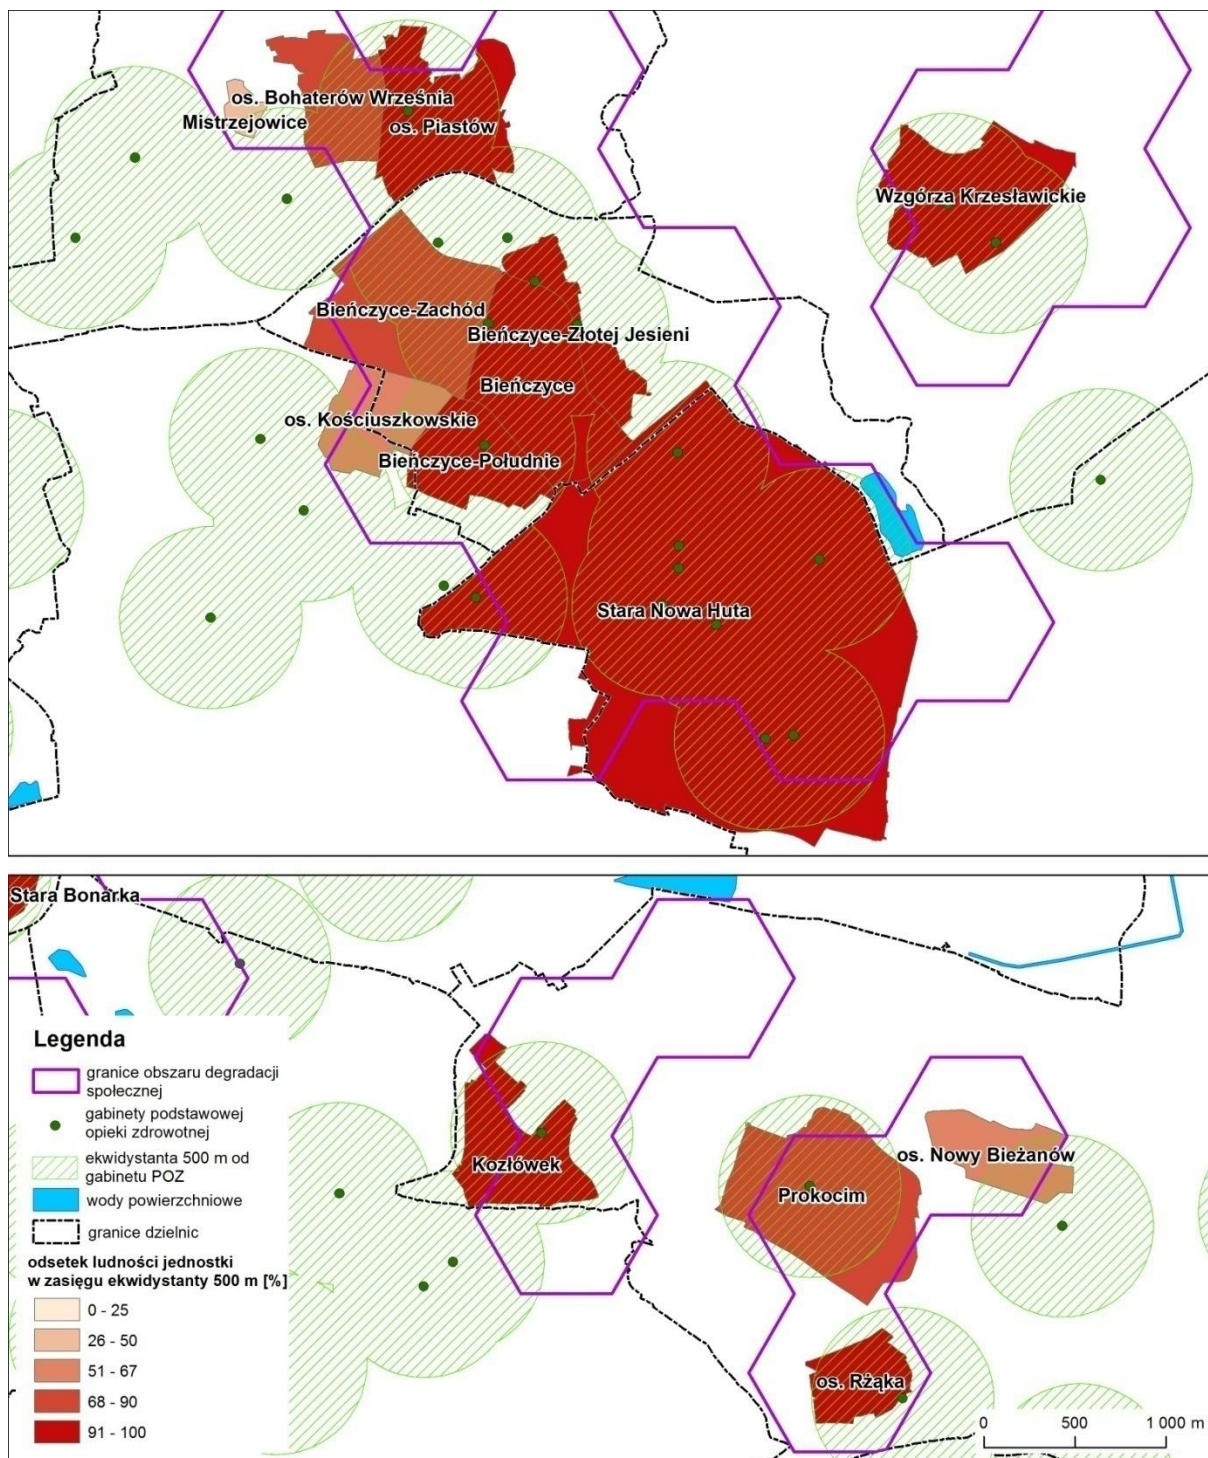 os. Bohaterów Września
Mistrzejowice
os. Piastów
Wzgórza Krzesławickie
Bieńczyce-Zachód
Bieńczyce-Złotej Jesieni
Bieńczyce
os. Kościuszkowskie
Bieńczyce-Południe
Stara Nowa Huta
Stara Bonarka
Kozłówek
os. Nowy Bieżanów
Prokocim
os. Rżąka
Legenda
granice obszaru degradacji
społecznej
gabinety podstawowej
opieki zdrowotnej
ekwidystanta 500 m od
gabinetu POZ
wody powierzchniowe
granice dzielnic
odsetek ludności jednostki
w zasięgu ekwidystanty 500 m [%]
0 - 25
26 - 50
51 - 67
68 - 90
91 - 100
0 500 1 000 m